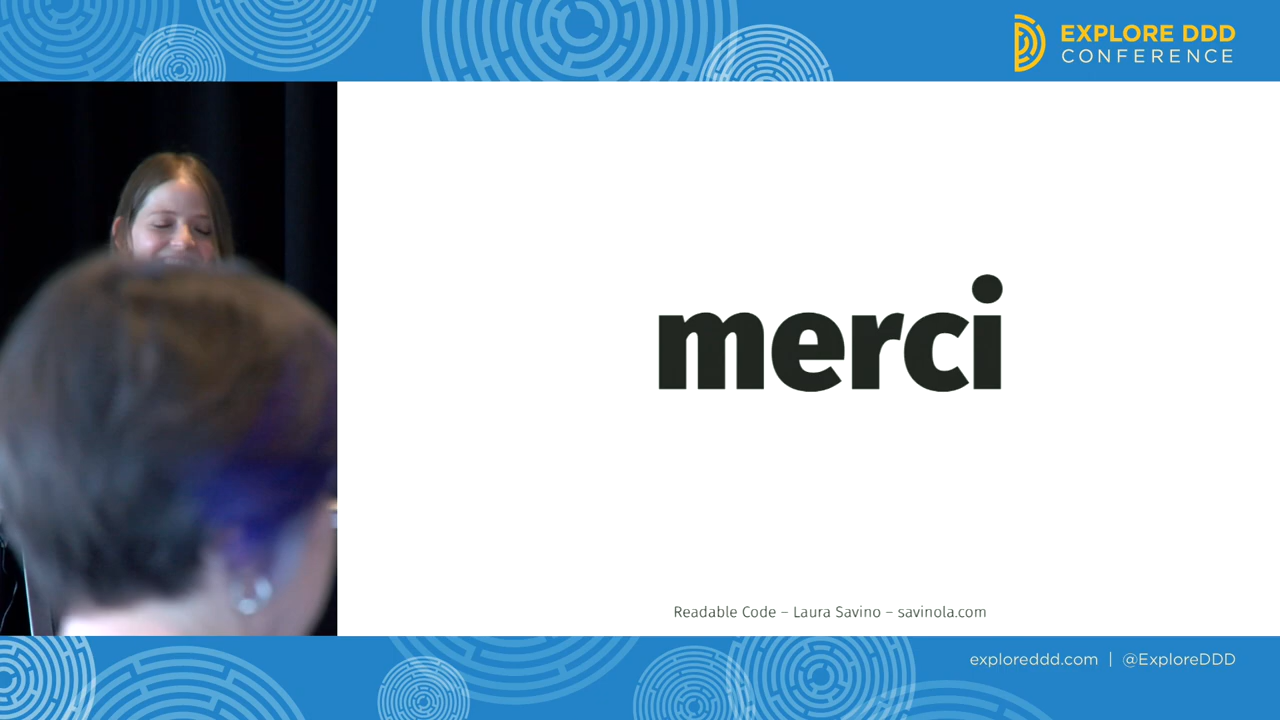 EXPLORE DDD
CONFERENCE
merci
Readable Code – Laura Savino – savinola.com
exploreddd.com | @ExploreDDD